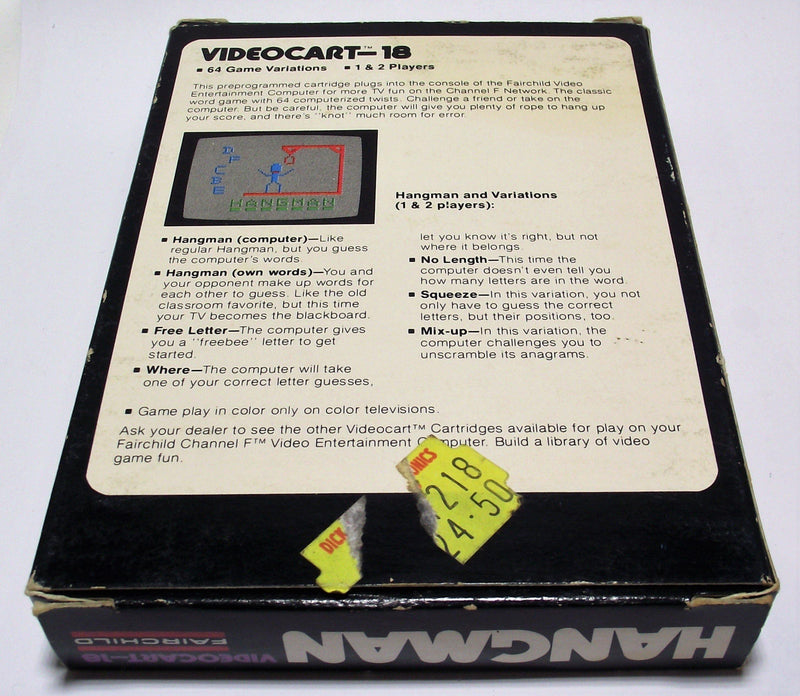 VIDEOCART™-18
▪ 64 Game Variations ▪ 1 & 2 Players
This preprogrammed cartridge plugs into the console of the Fairchild Video
Entertainment Computer for more TV fun on the Channel F Network. The classic
word game with 64 computerized twists. Challenge a friend or take on the
computer. But be careful, the computer will give you plenty of rope to hang up
your score, and there's "knot" much room for error.
D
F
C
B
E
HANGMAN
▪ Hangman (computer)—Like
regular Hangman, but you guess
the computer's words.
▪ Hangman (own words)—You and
your opponent make up words for
each other to guess. Like the old
classroom favorite, but this time
your TV becomes the blackboard.
▪ Free Letter—The computer gives
you a "freebee" letter to get
started.
▪ Where—The computer will take
one of your correct letter guesses,
Hangman and Variations
(1 & 2 players):
let you know it's right, but not
where it belongs.
▪ No Length—This time the
computer doesn't even tell you
how many letters are in the word.
▪ Squeeze—In this variation, you not
only have to guess the correct
letters, but their positions, too.
▪ Mix-up—In this variation, the
computer challenges you to
unscramble its anagrams.
▪ Game play in color only on color televisions.
Ask your dealer to see the other Videocart™ Cartridges available for play on your
Fairchild Channel F™ Video Entertainment Computer. Build a library of video
game fun.
DICK
ONICS
218
24.50
HANGMAN
VIDEOCART-18
FAIRCHILD